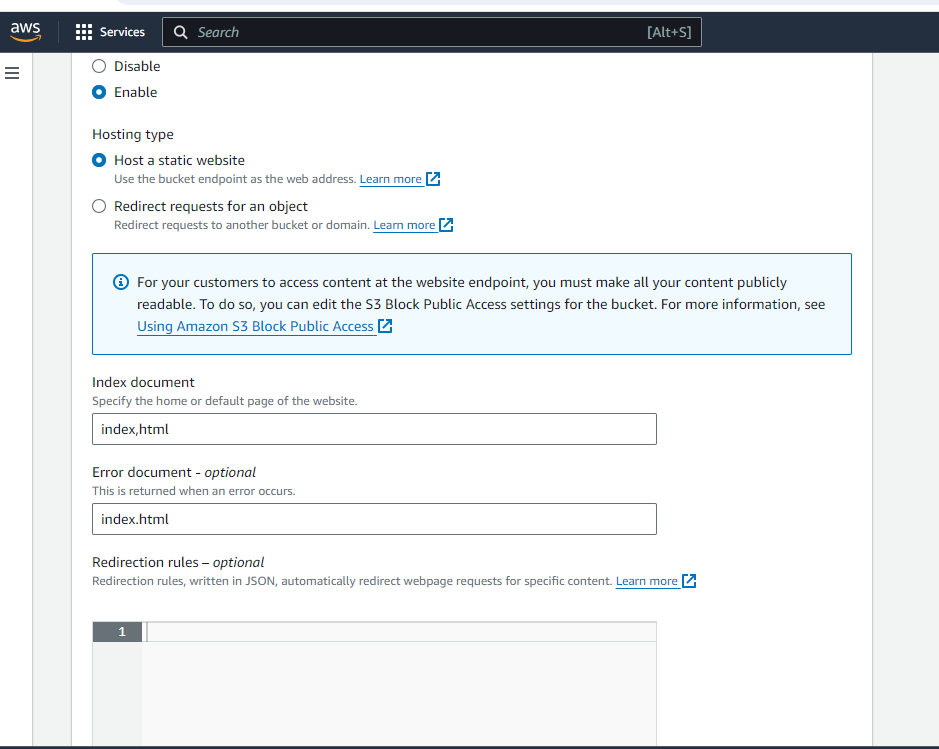 aws
Services
Search
[Alt+S]
Disable
Enable
Hosting type
Host a static website
Use the bucket endpoint as the web address. Learn more
Redirect requests for an object
Redirect requests to another bucket or domain. Learn more
For your customers to access content at the website endpoint, you must make all your content publicly
readable. To do so, you can edit the S3 Block Public Access settings for the bucket. For more information, see
Using Amazon S3 Block Public Access
Index document
Specify the home or default page of the website.
index,html
Error document - optional
This is returned when an error occurs.
index.html
Redirection rules – optional
Redirection rules, written in JSON, automatically redirect webpage requests for specific content. Learn more
1